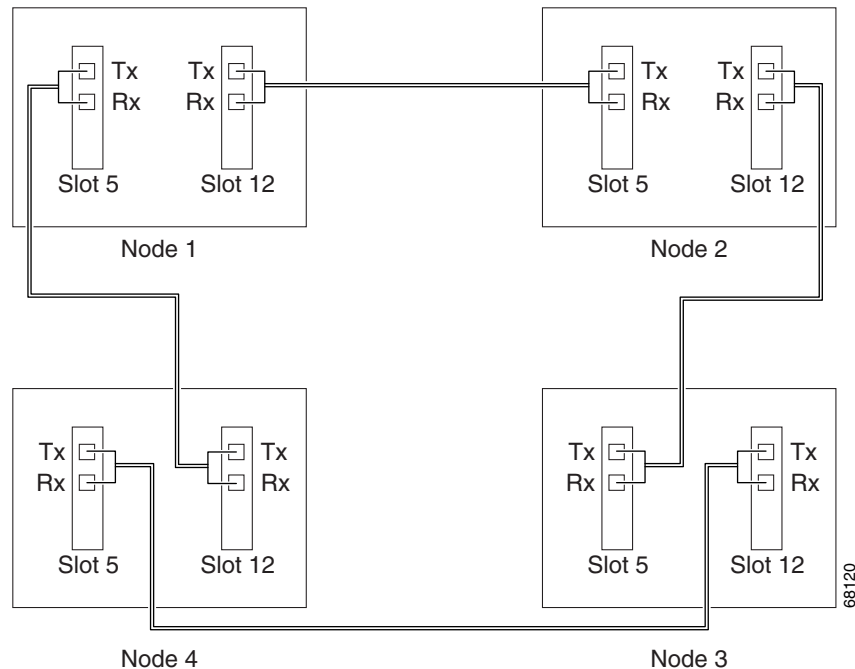 Tx Tx Tx Tx
Rx Rx Rx Rx
Slot 5 Slot 12 Slot 5 Slot 12
Node 1 Node 2
Tx Tx Tx Tx
Rx Rx Rx Rx
Slot 5 Slot 12 Slot 5 Slot 12
68120
Node 4 Node 3